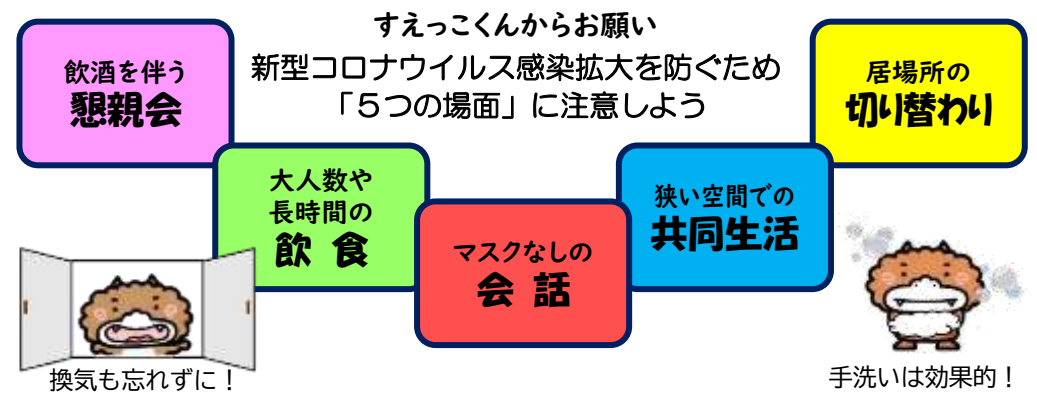 すえっこくんからお願い
新型コロナウイルス感染拡大を防ぐため
「５つの場面」に注意しよう
飲酒を伴う
懇親会
大人数や
長時間の
飲 食
マスクなしの
会 話
狭い空間での
共同生活
居場所の
切り替わり
換気も忘れずに！
手洗いは効果的！